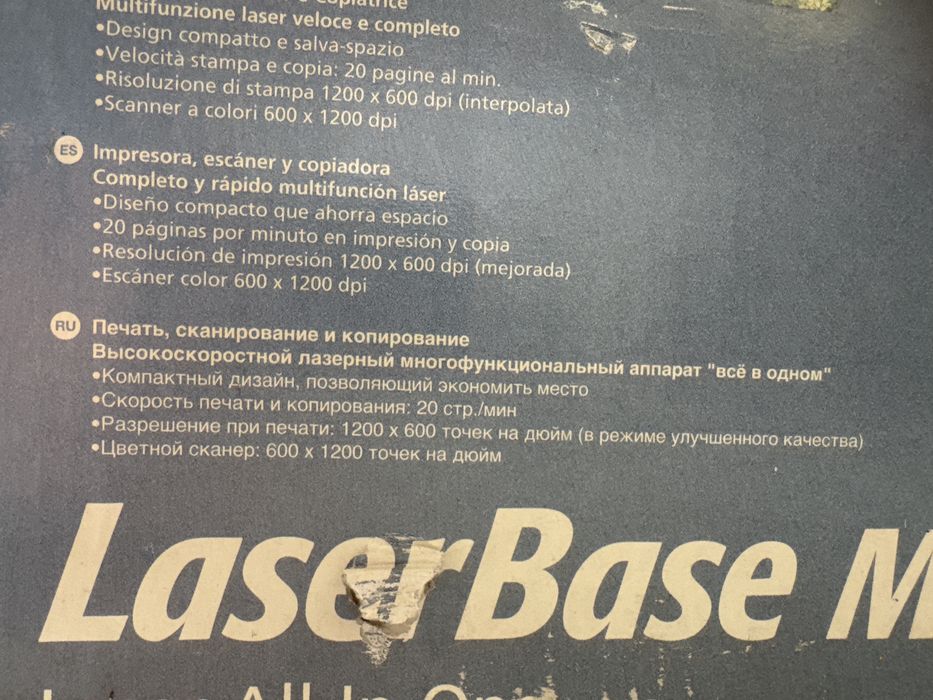 e copiatrice
Multifunzione laser veloce e completo
•Design compatto e salva-spazio
•Velocità stampa e copia: 20 pagine al min.
•Risoluzione di stampa 1200 x 600 dpi (interpolata)
•Scanner a colori 600 x 1200 dpi
ES Impresora, escáner y copiadora
Completo y rápido multifunción láser
•Diseño compacto que ahorra espacio
•20 páginas por minuto en impresión y copia
•Resolución de impresión 1200 x 600 dpi (mejorada)
•Escáner color 600 x 1200 dpi
RU Печать, сканирование и копирование
Высокоскоростной лазерный многофункциональный аппарат "всё в одном"
•Компактный дизайн, позволяющий экономить место
•Скорость печати и копирования: 20 стр./мин
•Разрешение при печати: 1200 x 600 точек на дюйм (в режиме улучшенного качества)
•Цветной сканер: 600 x 1200 точек на дюйм
LaserBase M
All In One